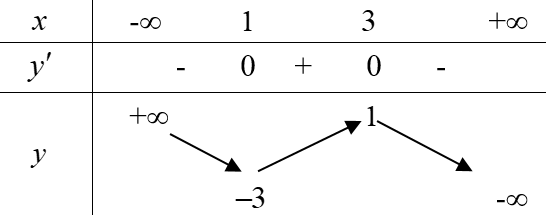 x -∞ 1 3 +∞
y′ - 0 + 0 -
+∞ 1
y
−3 -∞